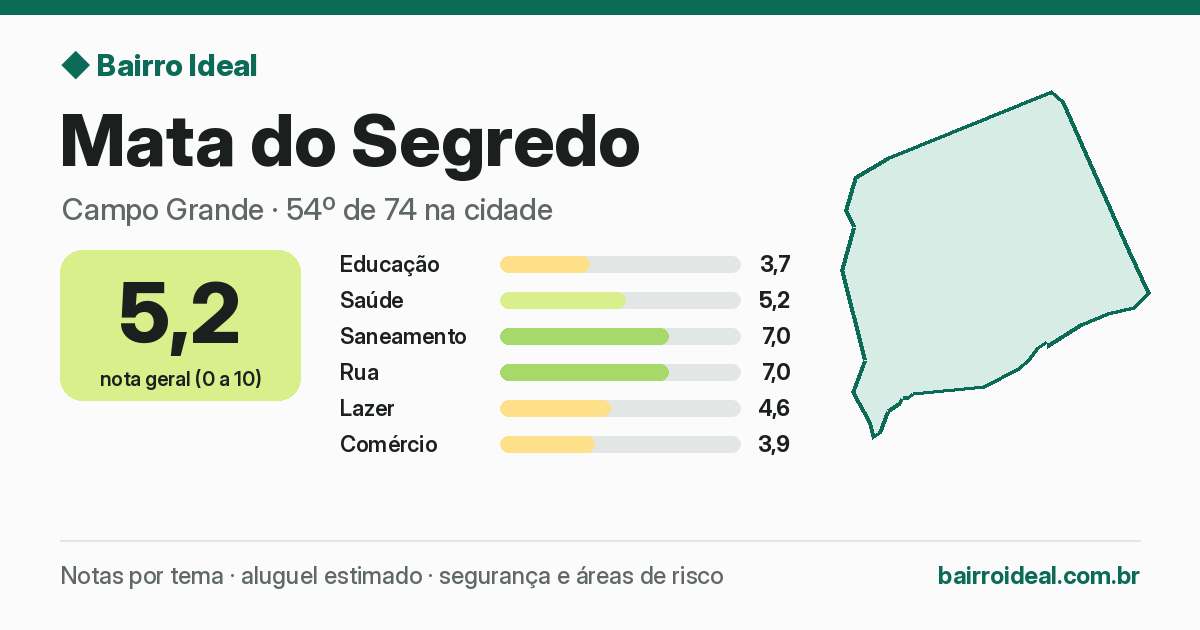 Bairro Ideal
Mata do Segredo
Campo Grande · 54º de 74 na cidade
5,2
nota geral (0 a 10)
Educação 3,7
Saúde 5,2
Saneamento 7,0
Rua 7,0
Lazer 4,6
Comércio 3,9
Notas por tema · aluguel estimado · segurança e áreas de risco
bairroideal.com.br